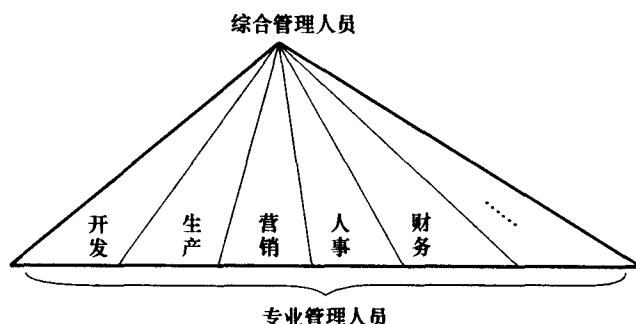 综合管理人员
开发
生产
营销
人事
财务
......
专业管理人员